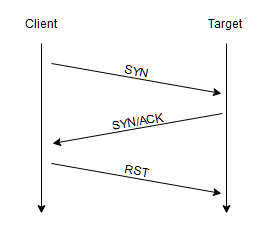 Client
Target
SYN
SYN/ACK
RST